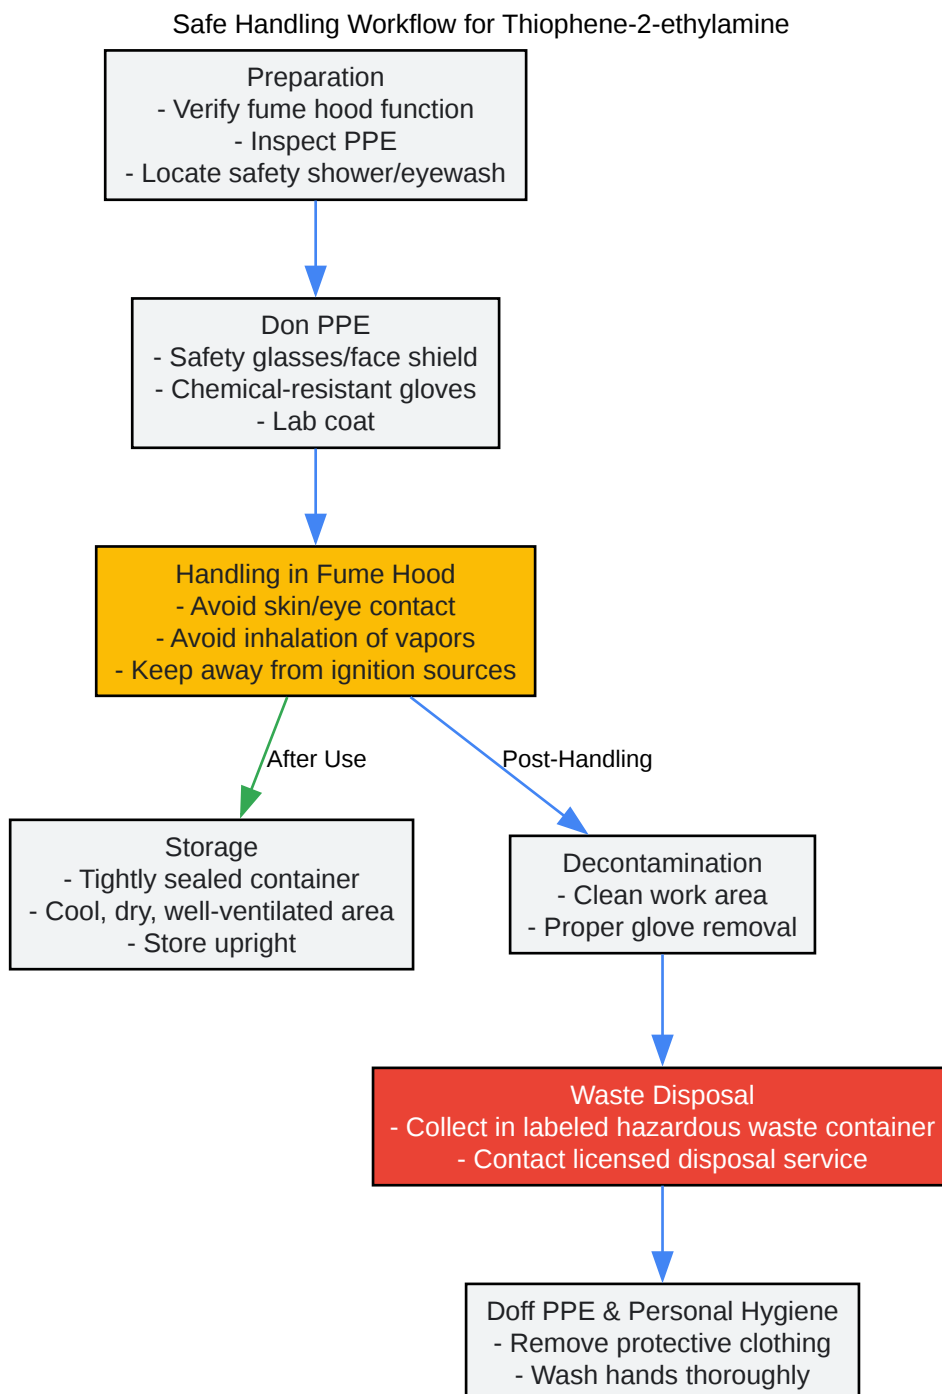 Safe Handling Workflow for Thiophene-2-ethylamine
Preparation
- Verify fume hood function
- Inspect PPE
- Locate safety shower/eyewash
Don PPE
- Safety glasses/face shield
- Chemical-resistant gloves
- Lab coat
Handling in Fume Hood
- Avoid skin/eye contact
- Avoid inhalation of vapors
- Keep away from ignition sources
After Use
Post-Handling
Storage
- Tightly sealed container
- Cool, dry, well-ventilated area
- Store upright
Decontamination
- Clean work area
- Proper glove removal
Waste Disposal
- Collect in labeled hazardous waste container
- Contact licensed disposal service
Doff PPE & Personal Hygiene
- Remove protective clothing
- Wash hands thoroughly